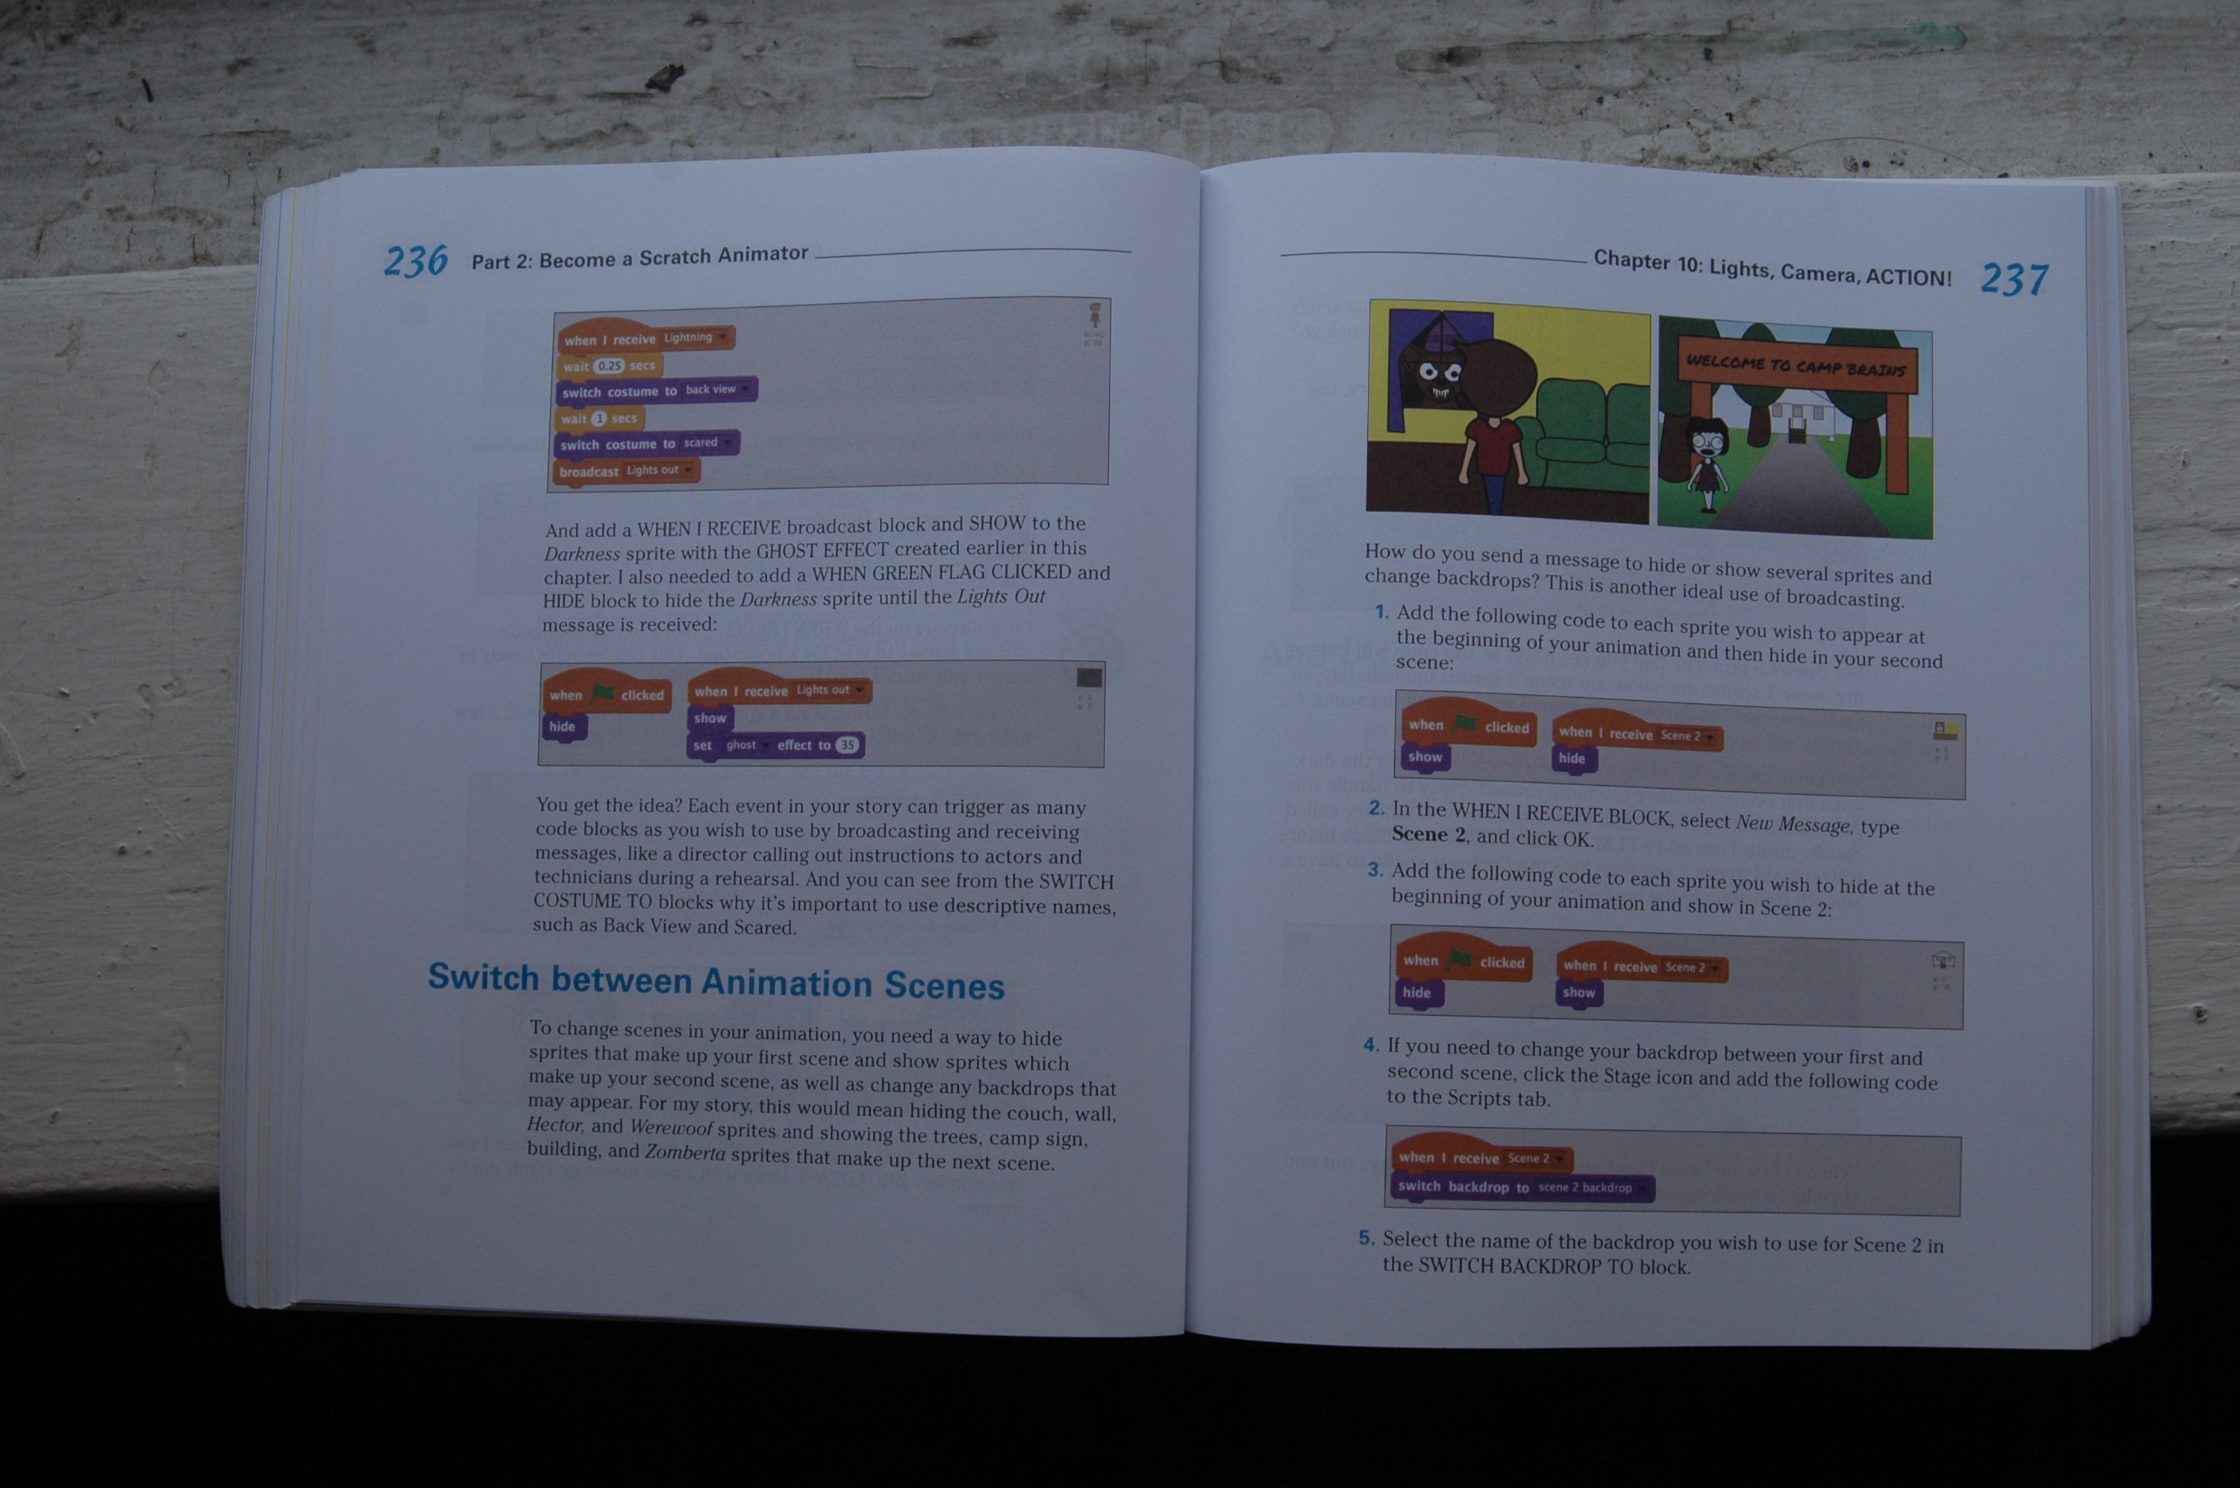 236 Part 2: Become a Scratch Animator
when I receive Lightning
wait 0.25 secs
switch costume to back view
wait 1 secs
switch costume to scared
broadcast Lights out
And add a WHEN I RECEIVE broadcast block and SHOW to the
Darkness sprite with the GHOST EFFECT created earlier in this
chapter. I also needed to add a WHEN GREEN FLAG CLICKED and
HIDE block to hide the Darkness sprite until the Lights Out
message is received:
when clicked
hide
when I receive Lights out
show
set ghost effect to 35
You get the idea? Each event in your story can trigger as many
code blocks as you wish to use by broadcasting and receiving
messages, like a director calling out instructions to actors and
technicians during a rehearsal. And you can see from the SWITCH
COSTUME TO blocks why it's important to use descriptive names,
such as Back View and Scared.
Switch between Animation Scenes
To change scenes in your animation, you need a way to hide
sprites that make up your first scene and show sprites which
make up your second scene, as well as change any backdrops that
may appear. For my story, this would mean hiding the couch, wall,
Hector, and Werewoof sprites and showing the trees, camp sign,
building, and Zomberta sprites that make up the next scene.
Chapter 10: Lights, Camera, ACTION! 237
WELCOME TO CAMP BRAINS
How do you send a message to hide or show several sprites and
change backdrops? This is another ideal use of broadcasting.
1. Add the following code to each sprite you wish to appear at
the beginning of your animation and then hide in your second
scene:
when clicked
show
when I receive Scene 2
hide
2. In the WHEN I RECEIVE BLOCK, select New Message, type
Scene 2, and click OK.
3. Add the following code to each sprite you wish to hide at the
beginning of your animation and show in Scene 2:
when clicked
hide
when I receive Scene 2
show
4. If you need to change your backdrop between your first and
second scene, click the Stage icon and add the following code
to the Scripts tab.
when I receive Scene 2
switch backdrop to scene 2 backdrop
5. Select the name of the backdrop you wish to use for Scene 2 in
the SWITCH BACKDROP TO block.